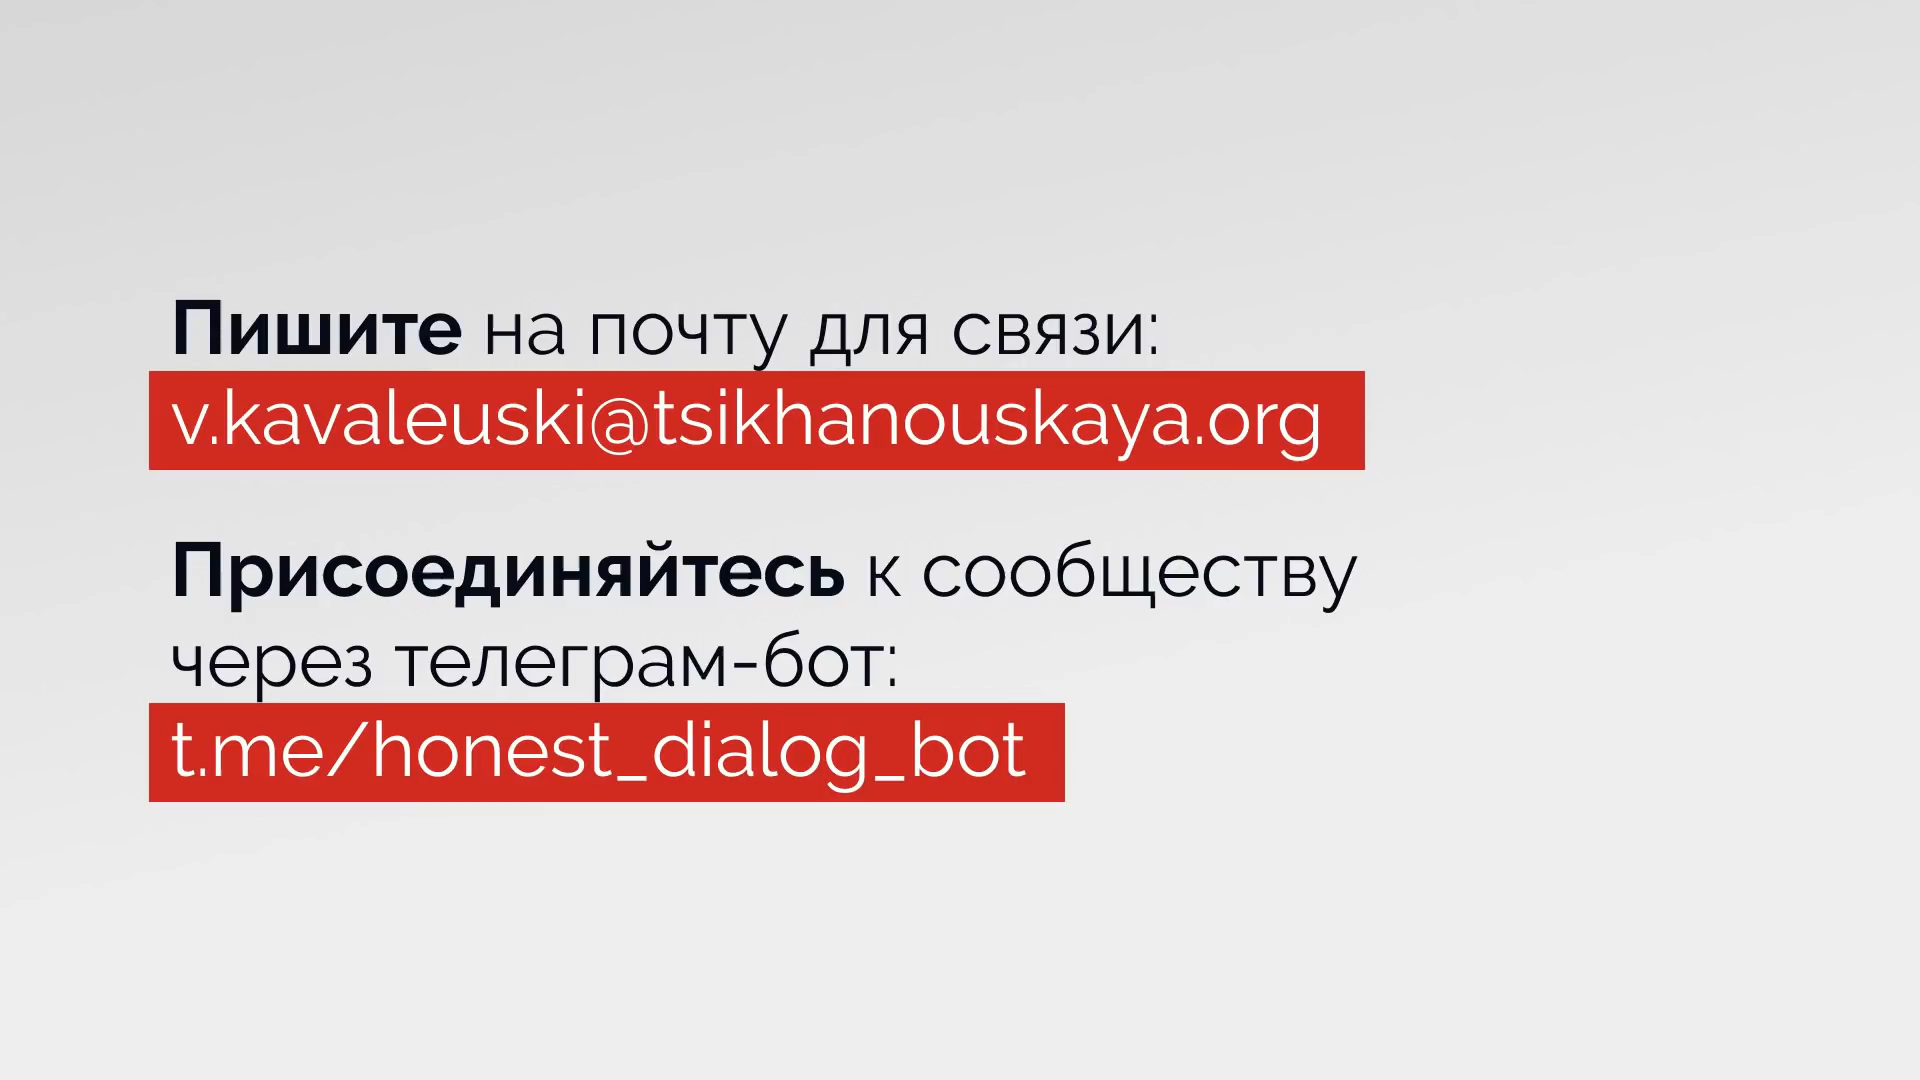 Пишите на почту для связи:
v.kavaleuski@tsikhanouskaya.org
Присоединяйтесь к сообществу
через телеграм-бот:
t.me/honest_dialog_bot